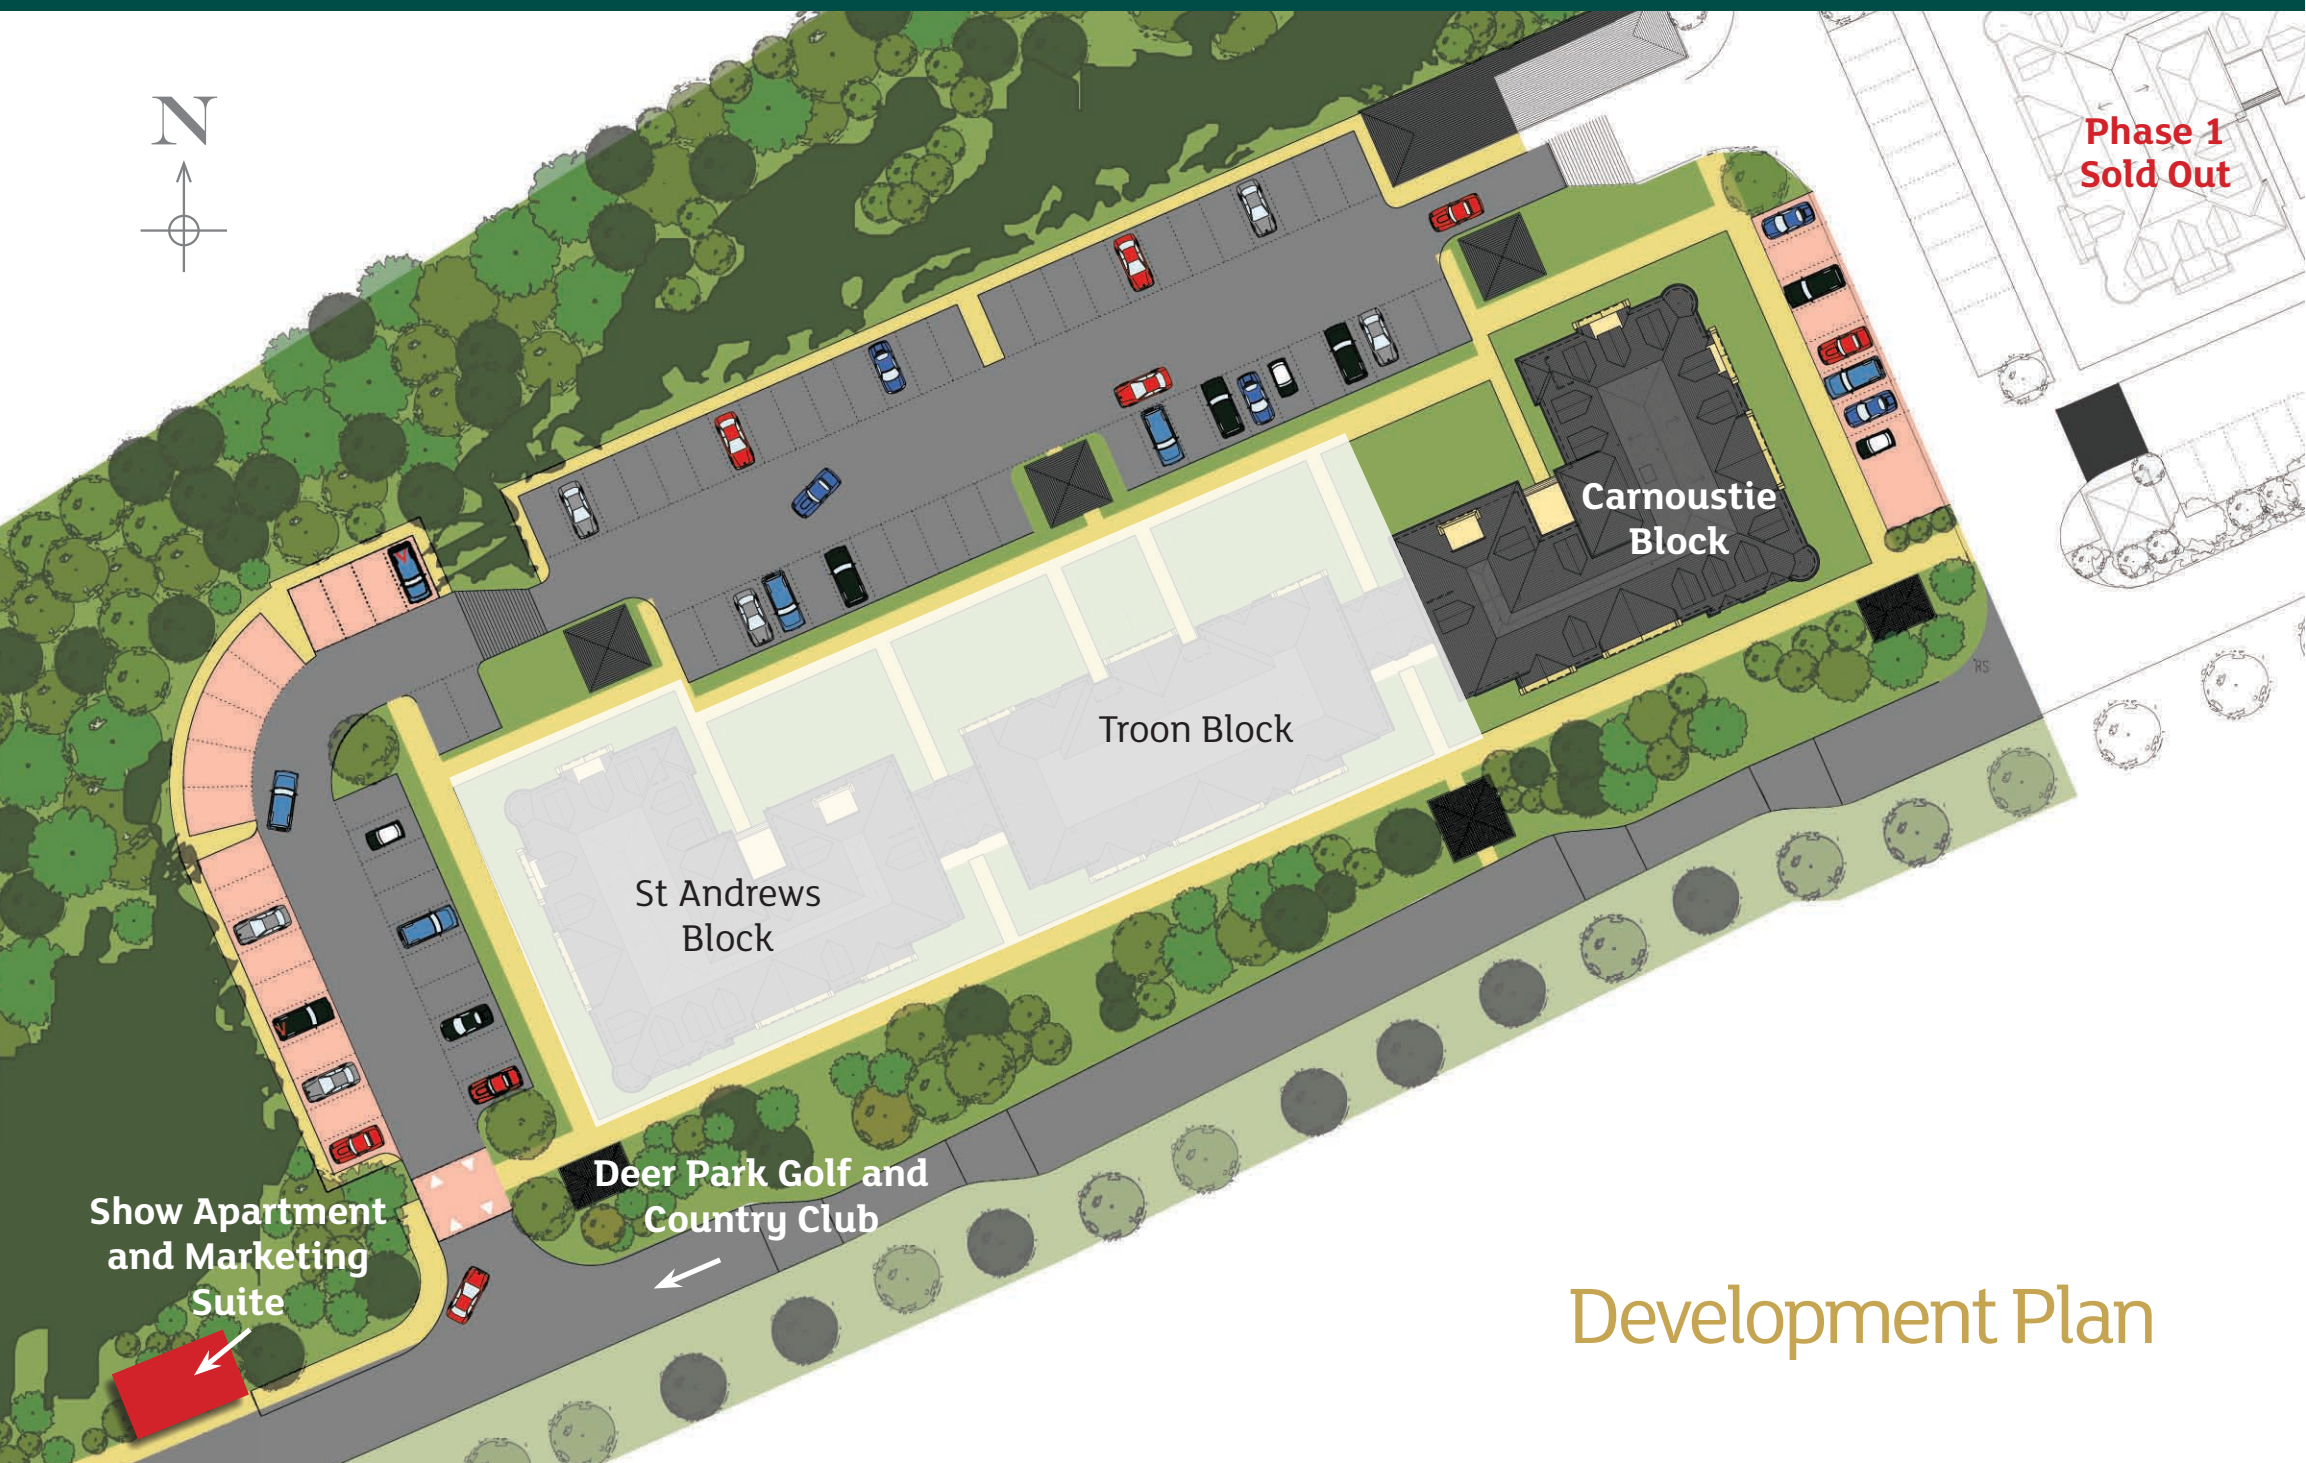 N
Phase 1
Sold Out
Carnoustie
Block
RS
Troon Block
St Andrews
Block
Deer Park Golf and
Country Club
Show Apartment
and Marketing
Suite
Development Plan
V
V